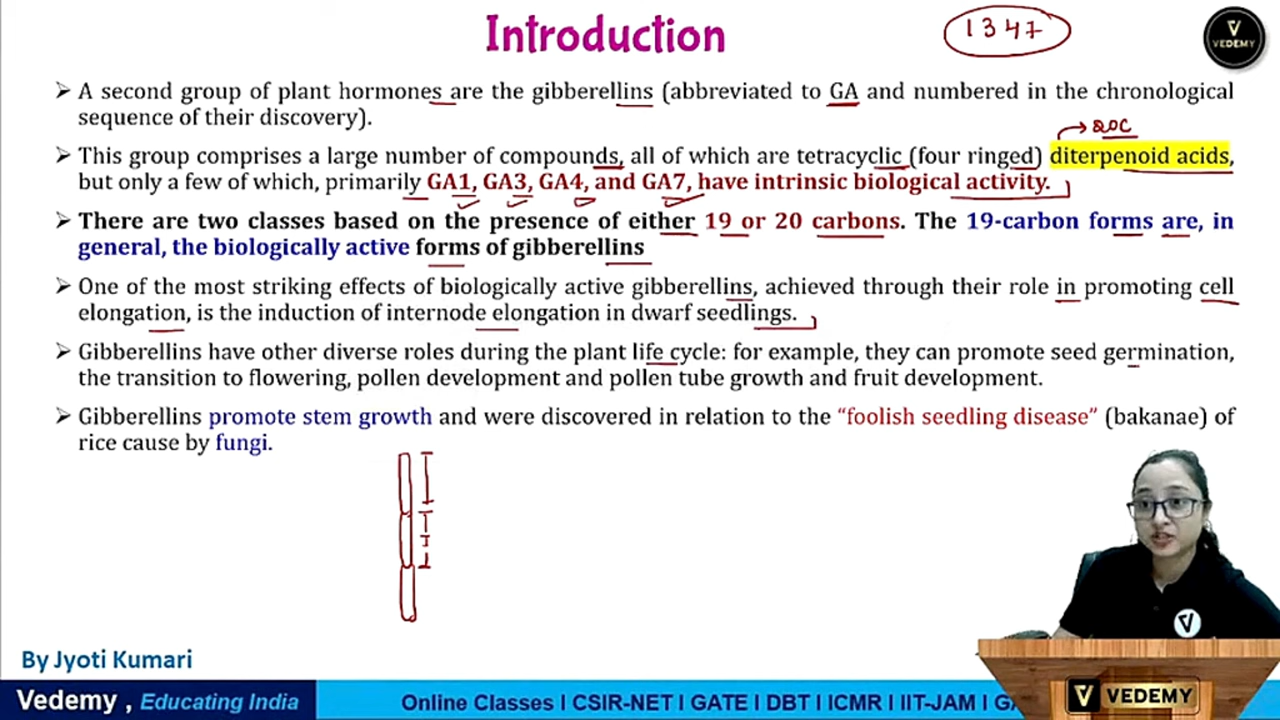 Introduction
1347
V
VEDEMY
➢ A second group of plant hormones are the gibberellins (abbreviated to GA and numbered in the chronological
sequence of their discovery).
20C
➢ This group comprises a large number of compounds, all of which are tetracyclic (four ringed) diterpenoid acids,
but only a few of which, primarily GA1, GA3, GA4, and GA7, have intrinsic biological activity.
➢ There are two classes based on the presence of either 19 or 20 carbons. The 19-carbon forms are, in
general, the biologically active forms of gibberellins
➢ One of the most striking effects of biologically active gibberellins, achieved through their role in promoting cell
elongation, is the induction of internode elongation in dwarf seedlings.
➢ Gibberellins have other diverse roles during the plant life cycle: for example, they can promote seed germination,
the transition to flowering, pollen development and pollen tube growth and fruit development.
➢ Gibberellins promote stem growth and were discovered in relation to the “foolish seedling disease” (bakanae) of
rice cause by fungi.
V
By Jyoti Kumari
Vedemy , Educating India
Online Classes I CSIR-NET I GATE I DBT I ICMR I IIT-JAM I
V VEDEMY